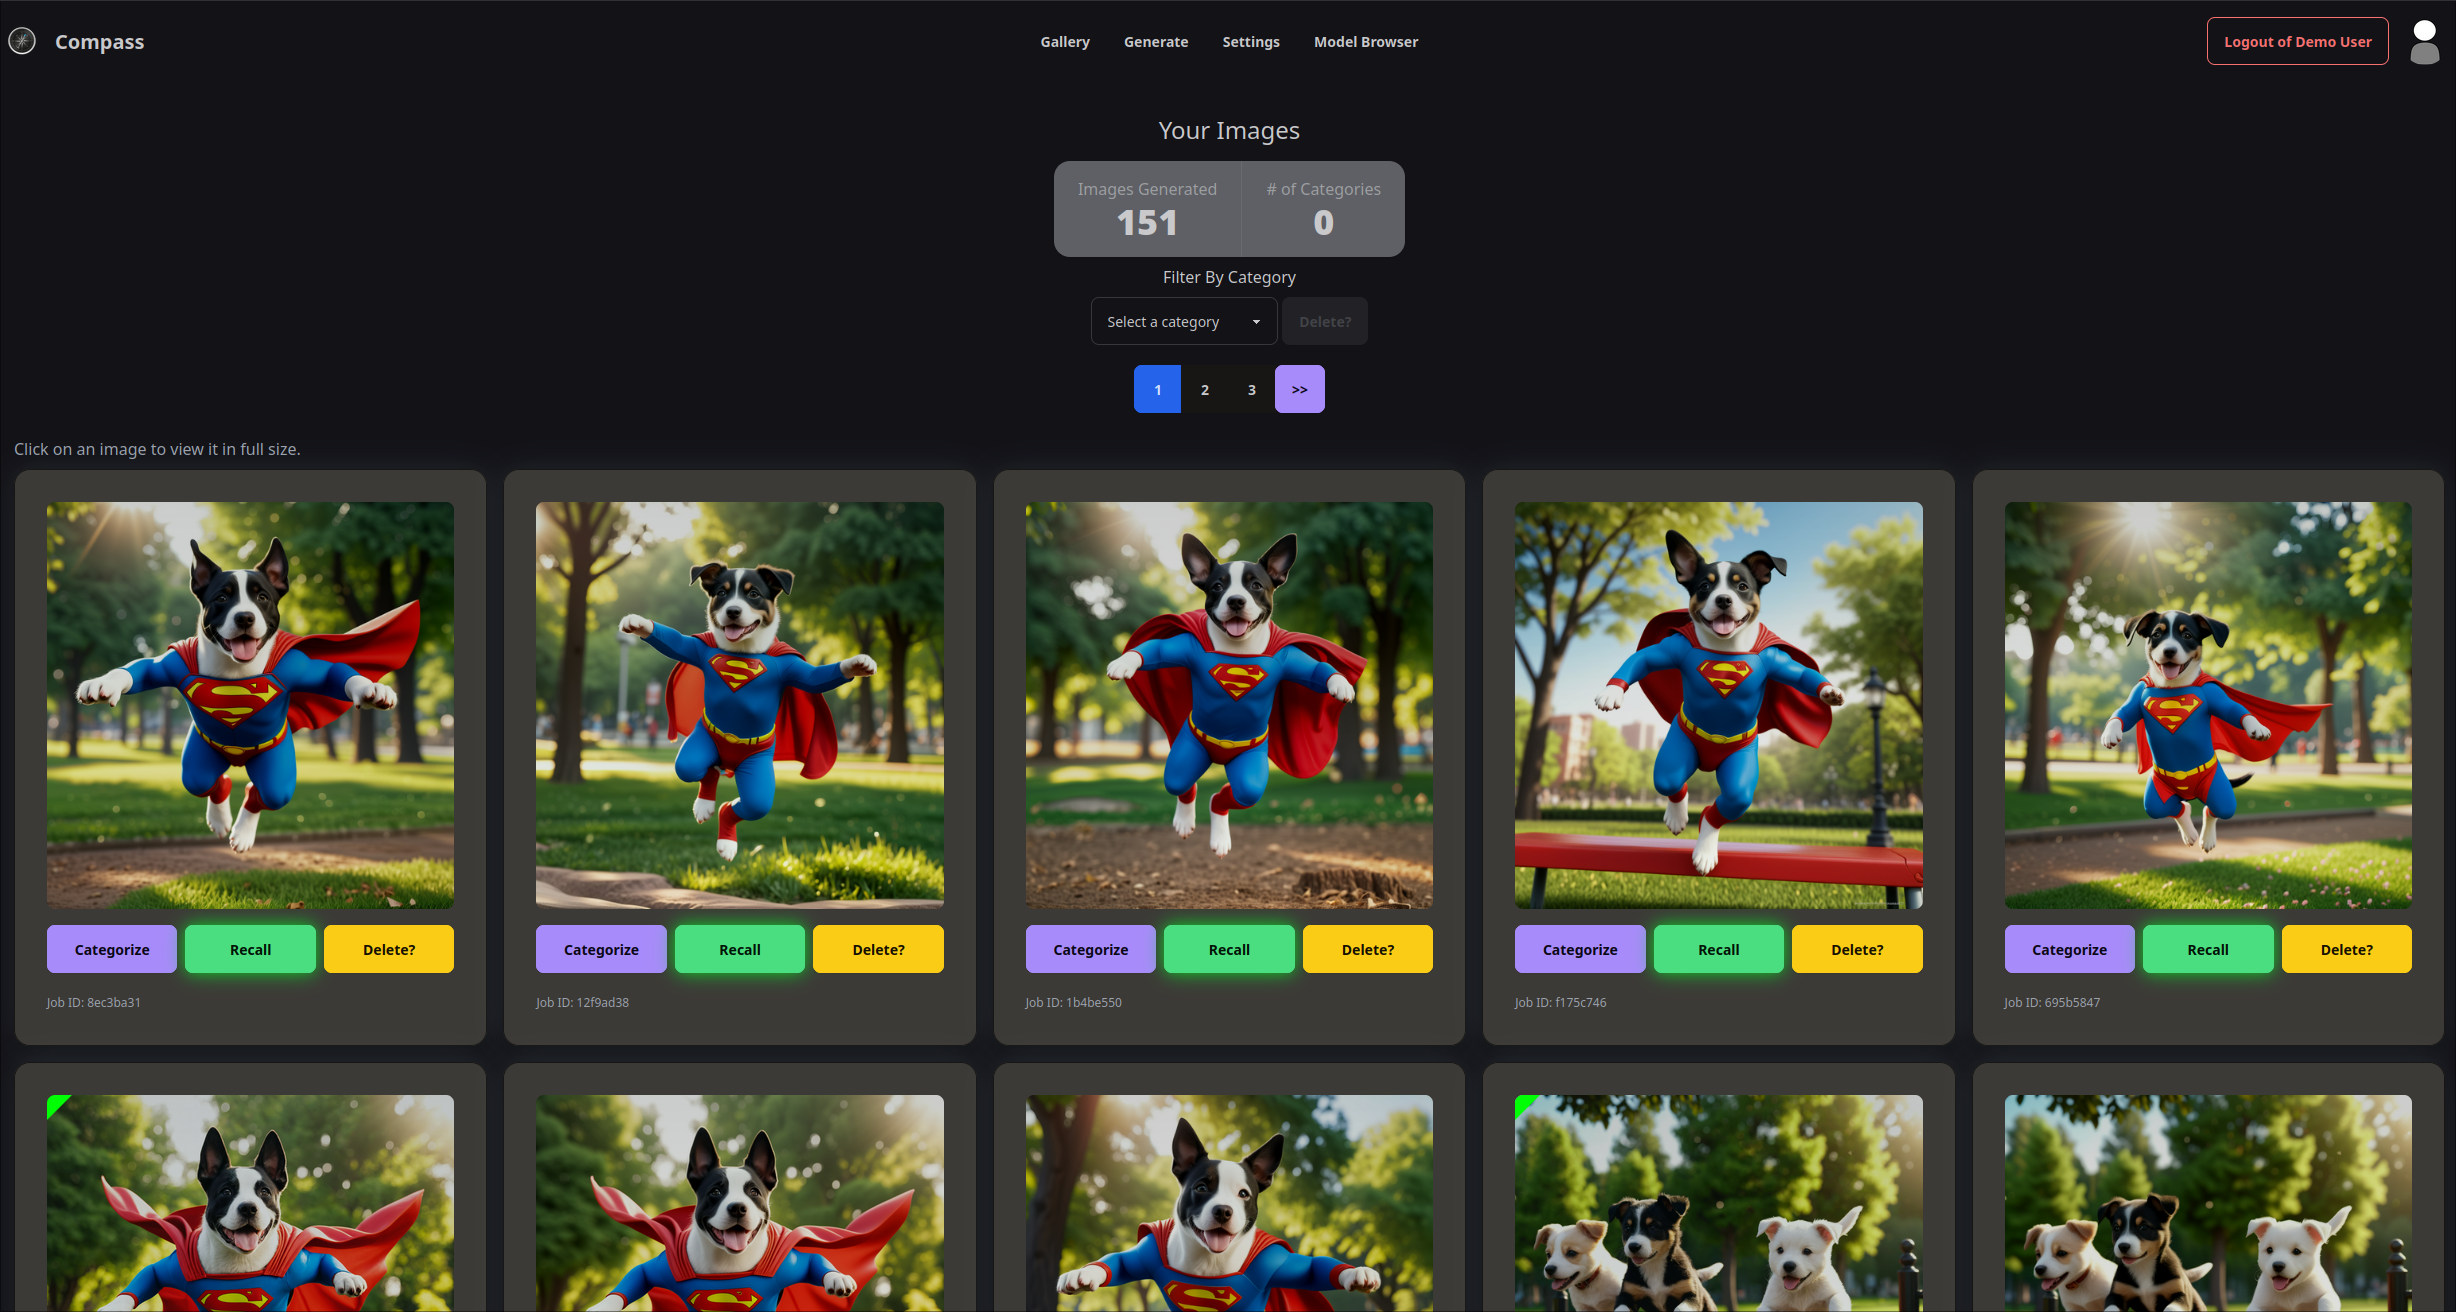 Compass
Gallery Generate Settings Model Browser
Logout of Demo User
Your Images
Images Generated # of Categories
151 0
Filter By Category
Select a category Delete?
1 2 3 >>
Click on an image to view it in full size.
Categorize Recall Delete? Categorize Recall Delete? Categorize Recall Delete? Categorize Recall Delete? Categorize Recall Delete?
Job ID: 8ec3ba31 Job ID: 12f9ad38 Job ID: 1b4be550 Job ID: f175c746 Job ID: 695b5847